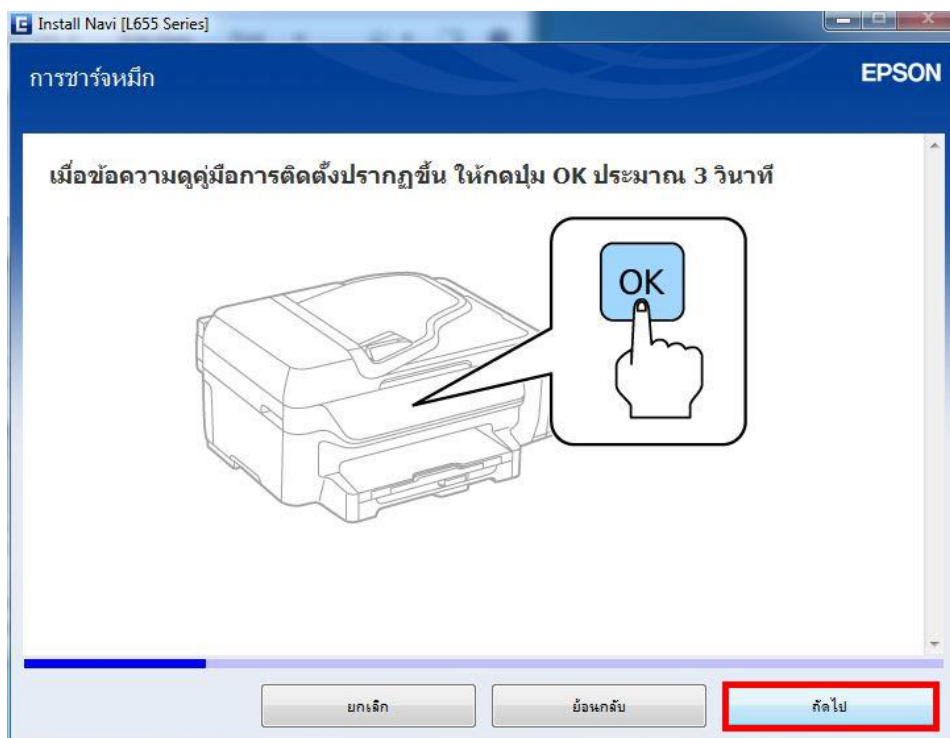 Install Navi [L655 Series]
การชาร์จหมึก
EPSON
เมื่อข้อความดูคู่มือการติดตั้งปรากฏขึ้น ให้กดปุ่ม OK ประมาณ 3 วินาที
OK
ยกเลิก
ย้อนกลับ
ถัดไป